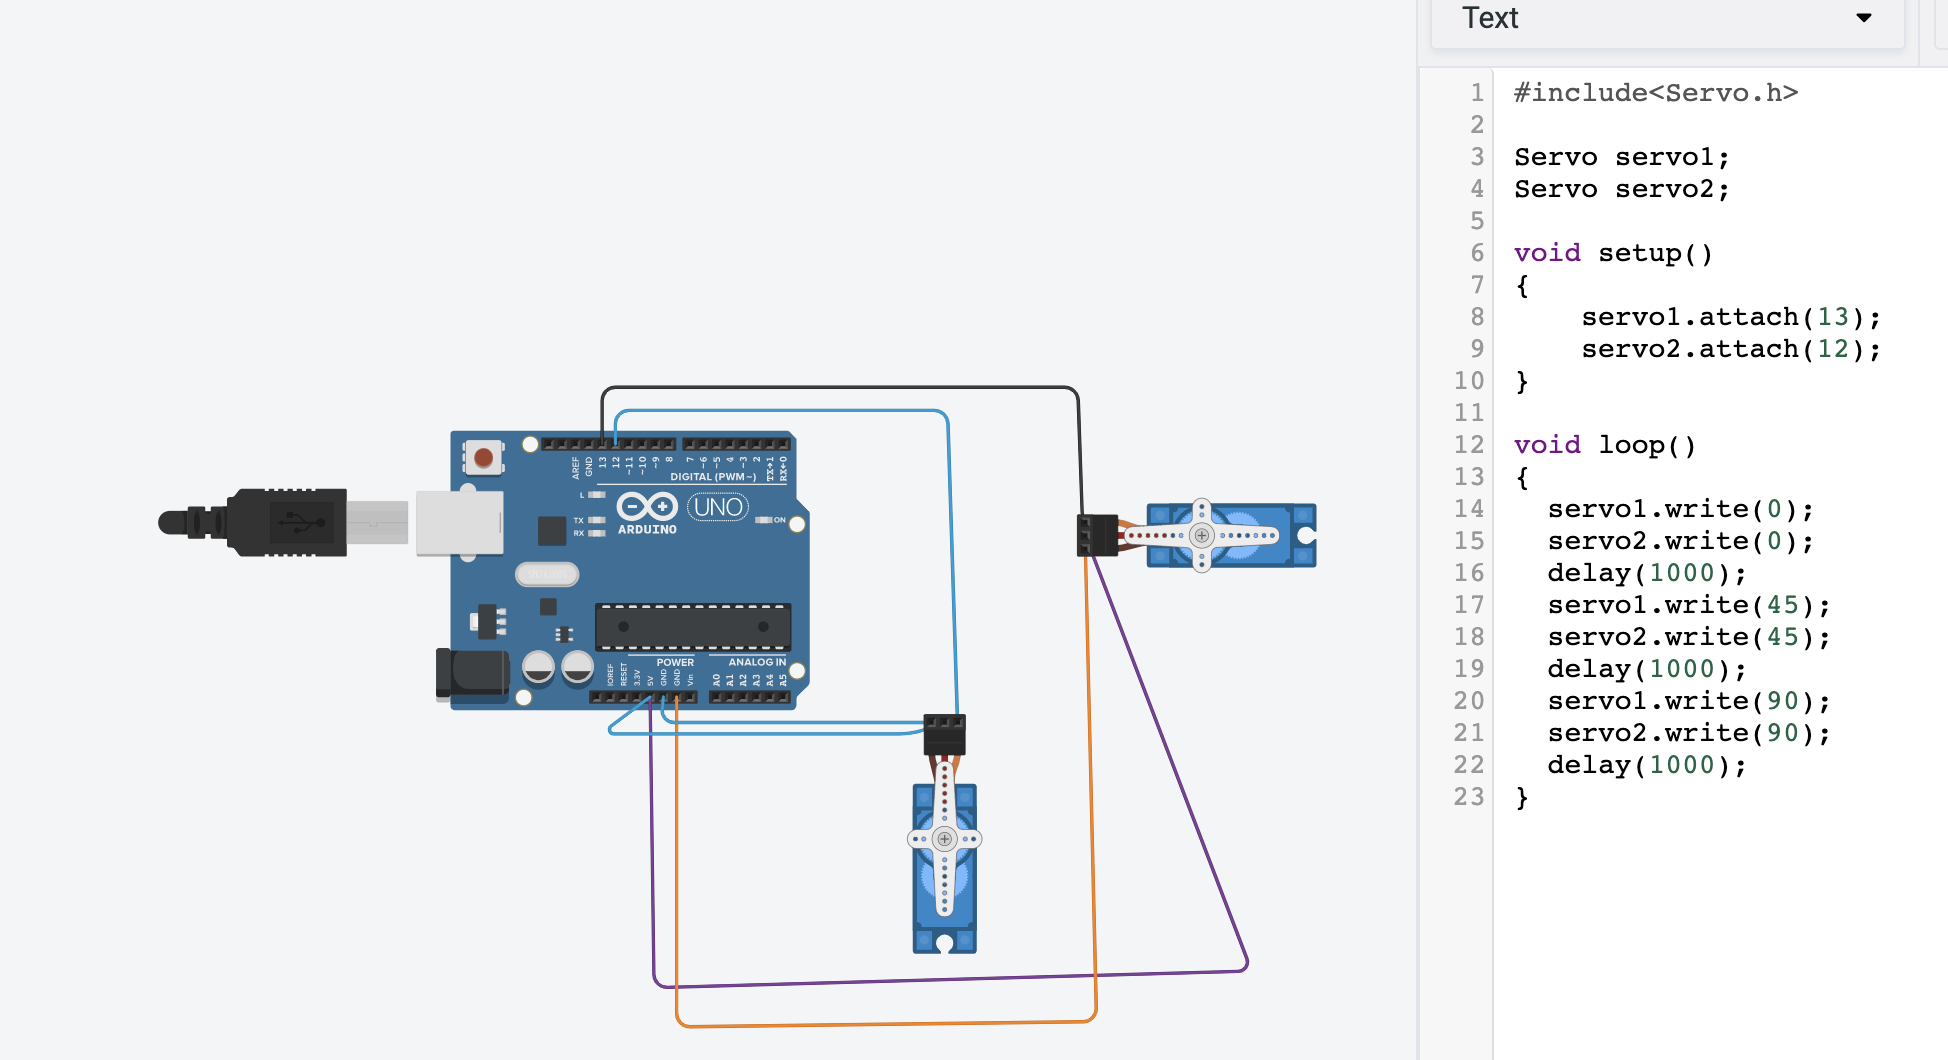 Text
1 #include<Servo.h>
2
3 Servo servo1;
4 Servo servo2;
5
6 void setup()
7 {
8 servo1.attach(13);
9 servo2.attach(12);
10 }
11
12 void loop()
13 {
14 servo1.write(0);
15 servo2.write(0);
16 delay(1000);
17 servo1.write(45);
18 servo2.write(45);
19 delay(1000);
20 servo1.write(90);
21 servo2.write(90);
22 delay(1000);
23 }
AREF GND 13 12 ~11 ~10 ~9 8 7 ~6 ~5 4 ~3 2 TX→1 RX←0
DIGITAL (PWM~)
L
TX
RX
UNO
ON
ARDUINO
POWER ANALOG IN
IOREF RESET 3.3V 5V GND GND Vin A0 A1 A2 A3 A4 A5